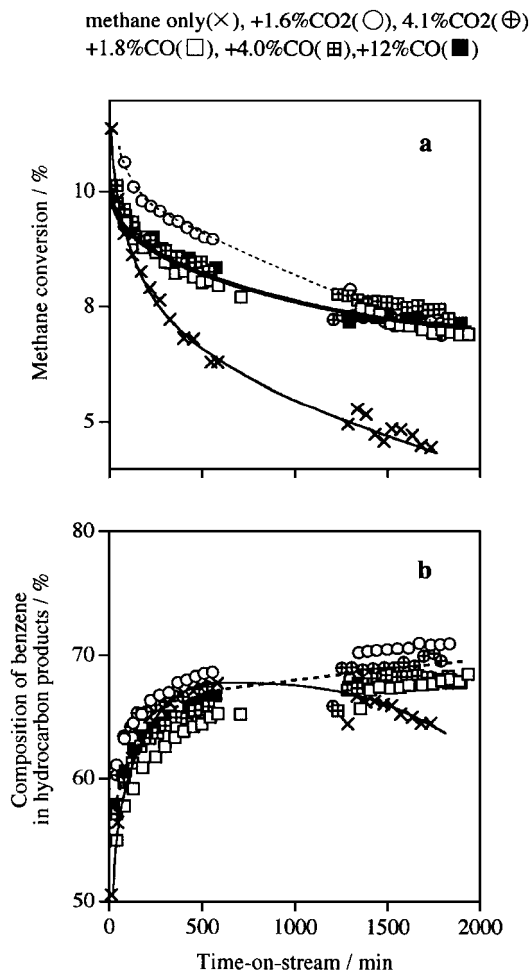 methane only(×), +1.6%CO2(○), 4.1%CO2(⊕)
+1.8%CO(□), +4.0%CO(⊞),+12%CO(■)
a
10
8
5
Methane conversion / %
b
80
70
60
50
Composition of benzene
in hydrocarbon products / %
0 500 1000 1500 2000
Time-on-stream / min